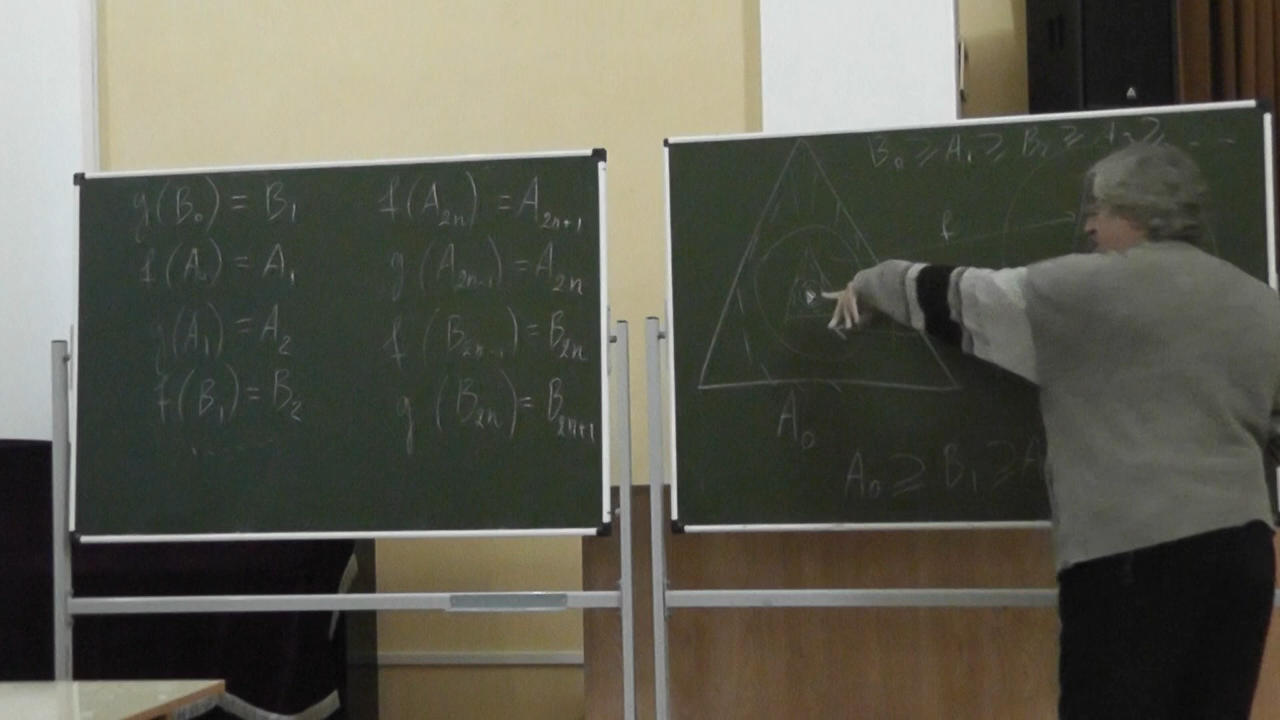 g(B₀) = B₁
f(A₀) = A₁
g(A₁) = A₂
f(B₁) = B₂
.....
f(A₂ₙ) = A₂ₙ₊₁
g(A₂ₙ₋₁) = A₂ₙ
f(B₂ₙ₋₁) = B₂ₙ
g(B₂ₙ) = B₂ₙ₊₁
B₀ ⩾ A₁ ⩾ B₂ ⩾ A₃ ⩾ ...
f
A₀
A₀ ⩾ B₁ ⩾ A